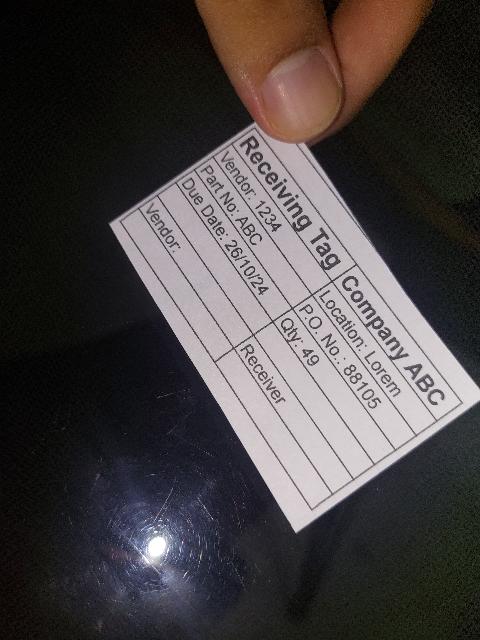 Receiving Tag Company ABC
Vendor: 1234 Location: Lorem
Part No: ABC P.O. No.: 88105
Due Date: 26/10/24 Qty: 49
Vendor: Receiver